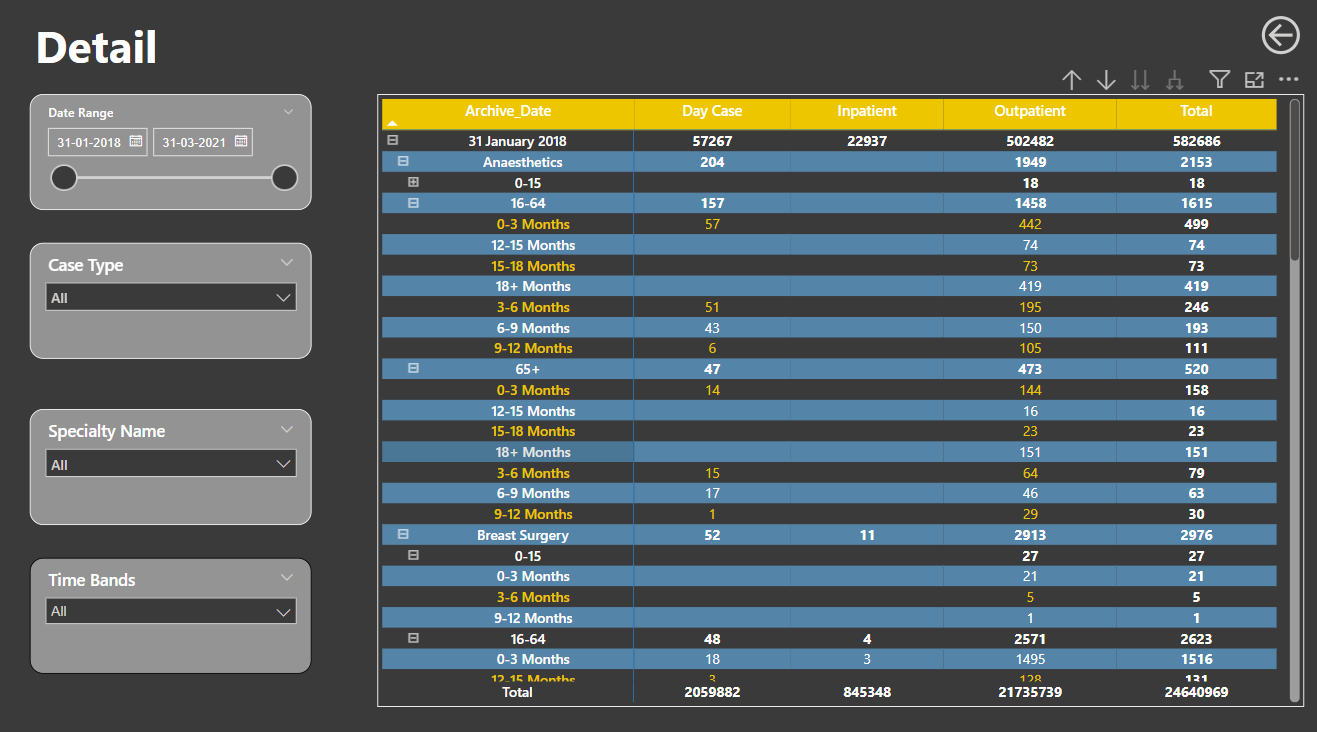 Detail
Date Range
31-01-2018 31-03-2021
Case Type
All
Specialty Name
All
Time Bands
All
Archive_Date Day Case Inpatient Outpatient Total
31 January 2018 57267 22937 502482 582686
Anaesthetics 204 1949 2153
0-15 18 18
16-64 157 1458 1615
0-3 Months 57 442 499
12-15 Months 74 74
15-18 Months 73 73
18+ Months 419 419
3-6 Months 51 195 246
6-9 Months 43 150 193
9-12 Months 6 105 111
65+ 47 473 520
0-3 Months 14 144 158
12-15 Months 16 16
15-18 Months 23 23
18+ Months 151 151
3-6 Months 15 64 79
6-9 Months 17 46 63
9-12 Months 1 29 30
Breast Surgery 52 11 2913 2976
0-15 27 27
0-3 Months 21 21
3-6 Months 5 5
9-12 Months 1 1
16-64 48 4 2571 2623
0-3 Months 18 3 1495 1516
12-15 Months 3 128 131
Total 2059882 845348 21735739 24640969